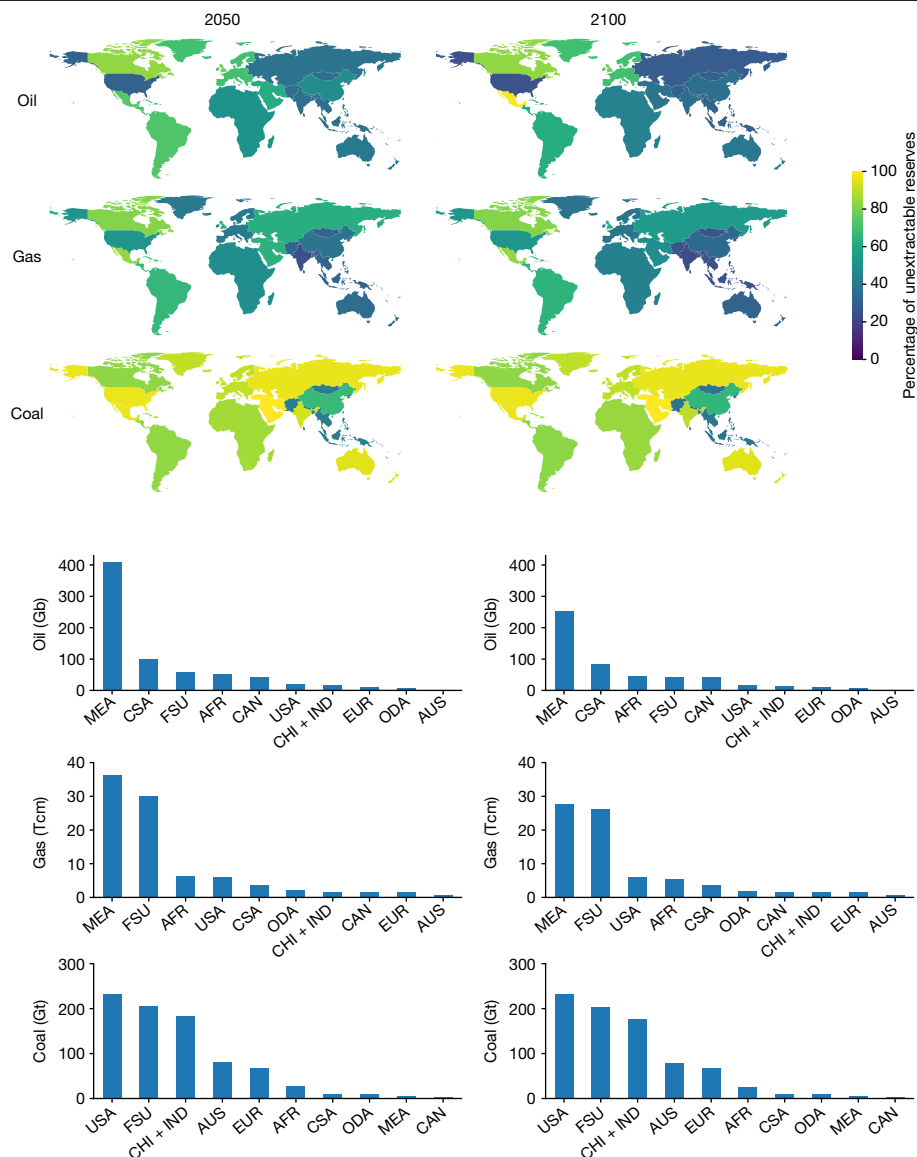 2050
2100
Oil
Gas
Coal
100
80
60
40
20
0
Percentage of unextractable reserves
400
300
200
100
0
Oil (Gb)
MEA
CSA
FSU
AFR
CAN
USA
CHI + IND
EUR
ODA
AUS
400
300
200
100
0
Oil (Gb)
MEA
CSA
AFR
FSU
CAN
USA
CHI + IND
EUR
ODA
AUS
40
30
20
10
0
Gas (Tcm)
MEA
FSU
AFR
USA
CSA
ODA
CHI + IND
CAN
EUR
AUS
40
30
20
10
0
Gas (Tcm)
MEA
FSU
USA
AFR
CSA
ODA
CAN
CHI + IND
EUR
AUS
300
200
100
0
Coal (Gt)
USA
FSU
CHI + IND
AUS
EUR
AFR
CSA
ODA
MEA
CAN
300
200
100
0
Coal (Gt)
USA
FSU
CHI + IND
AUS
EUR
AFR
CSA
ODA
MEA
CAN